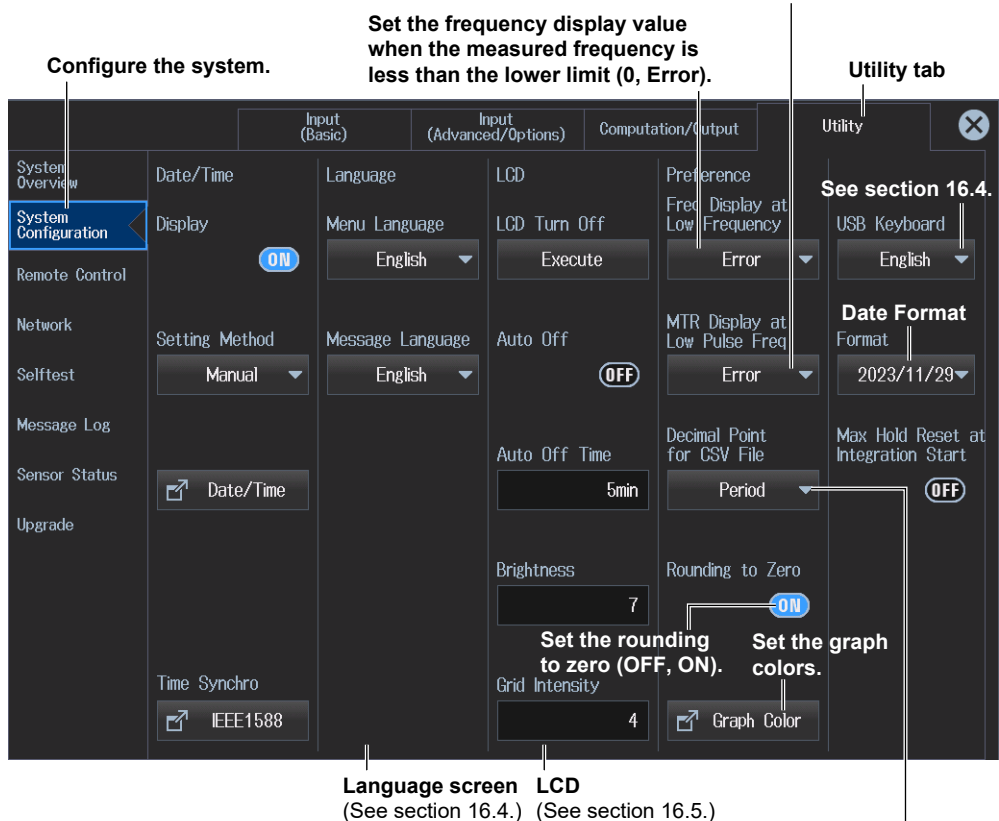 Set the frequency display value
when the measured frequency is
less than the lower limit (0, Error).
Configure the system.
Utility tab
Input
(Basic)
Input
(Advanced/Options)
Computation/Output
Utility
System
Overview
System
Configuration
Remote Control
Network
Selftest
Message Log
Sensor Status
Upgrade
Date/Time
Display
ON
Setting Method
Manual
Date/Time
Time Synchro
IEEE1588
Language
Menu Language
English
Message Language
English
LCD
LCD Turn Off
Execute
Auto Off
OFF
Auto Off Time
5min
Brightness
7
Grid Intensity
4
Preference
Freq Display at
Low Frequency
Error
MTR Display at
Low Pulse Freq
Error
Decimal Point
for CSV File
Period
Rounding to Zero
ON
Set the rounding
to zero (OFF, ON).
Set the graph
colors.
Graph Color
See section 16.4.
USB Keyboard
English
Date Format
Format
2023/11/29
Max Hold Reset at
Integration Start
OFF
Language screen
(See section 16.4.)
LCD
(See section 16.5.)